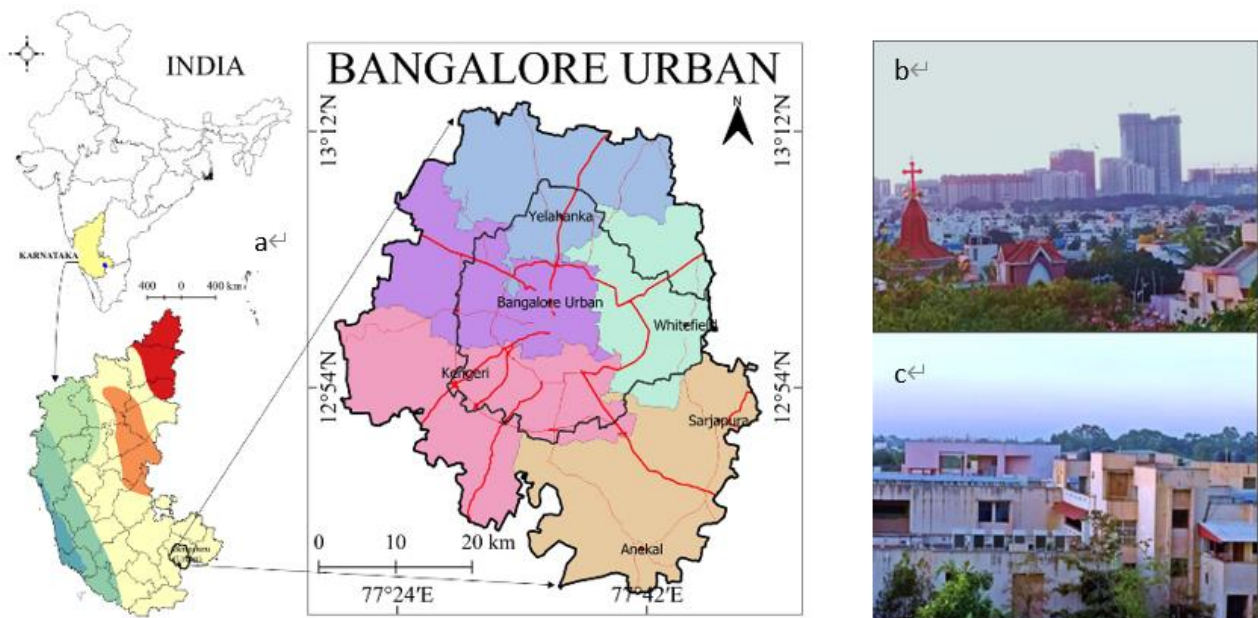 INDIA
KARNATAKA
400 0 400 km
a↵
BANGALORE URBAN
N
13°12′N
13°12′N
12°54′N
12°54′N
Yelahanka
Bangalore Urban
Whitefield
Kengeri
Sarjapura
Anekal
0 10 20 km
77°24′E
77°42′E
b↵
c↵